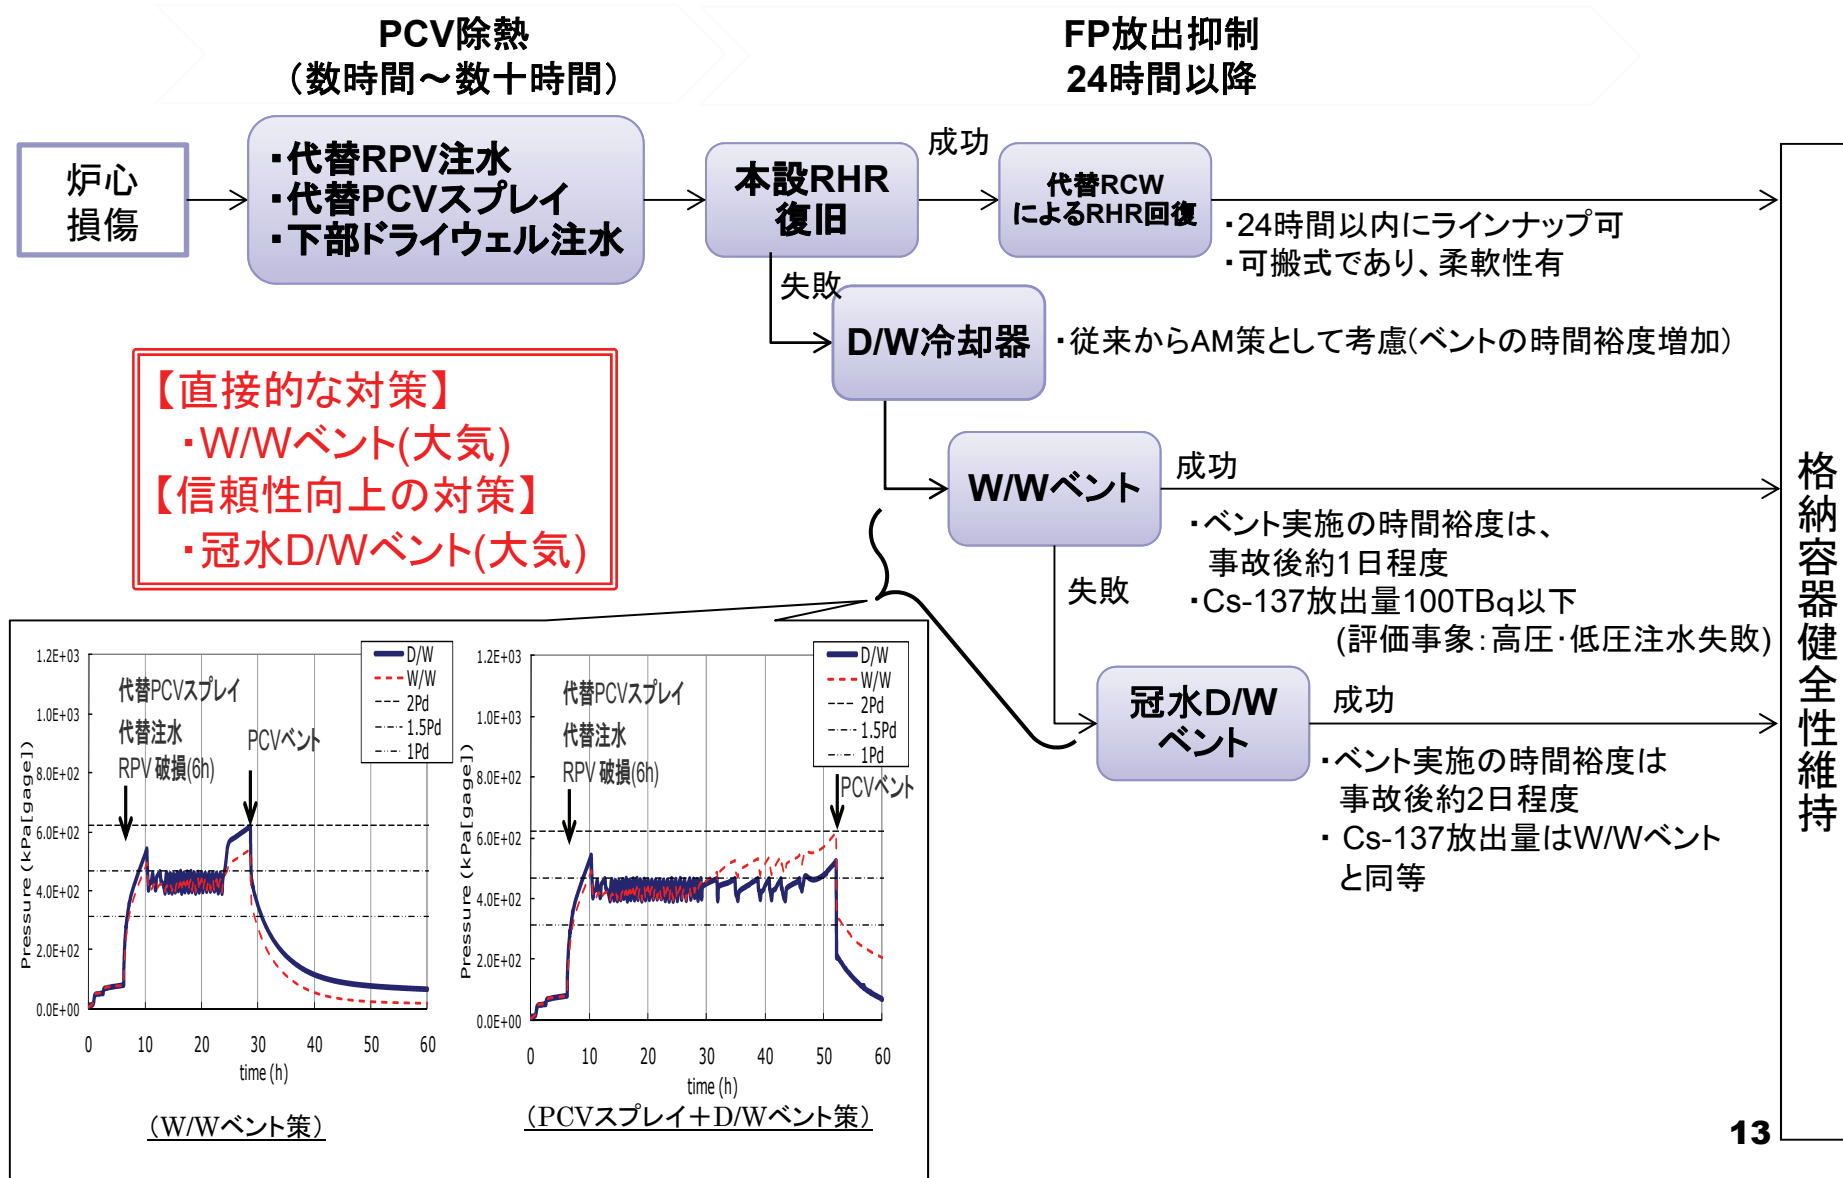 PCV除熱
（数時間～数十時間）
FP放出抑制
24時間以降
炉心
損傷
・代替RPV注水
・代替PCVスプレイ
・下部ドライウェル注水
本設RHR
復旧
成功
代替RCW
によるRHR回復
・24時間以内にラインナップ可
・可搬式であり、柔軟性有
失敗
D/W冷却器
・従来からAM策として考慮(ベントの時間裕度増加)
【直接的な対策】
・W/Wベント(大気)
【信頼性向上の対策】
・冠水D/Wベント(大気)
W/Wベント
成功
・ベント実施の時間裕度は、
事故後約1日程度
・Cs-137放出量100TBq以下
(評価事象:高圧・低圧注水失敗)
失敗
冠水D/W
ベント
成功
・ベント実施の時間裕度は
事故後約2日程度
・ Cs-137放出量はW/Wベント
と同等
格納容器健全性維持
1.2E+03
1.0E+03
8.0E+02
6.0E+02
4.0E+02
2.0E+02
0.0E+00
Pressure (kPa[gage])
代替PCVスプレイ
代替注水
RPV 破損(6h)
PCVベント
D/W
W/W
2Pd
1.5Pd
1Pd
0 10 20 30 40 50 60
time (h)
（W/Wベント策）
1.2E+03
1.0E+03
8.0E+02
6.0E+02
4.0E+02
2.0E+02
0.0E+00
Pressure (kPa[gage])
代替PCVスプレイ
代替注水
RPV 破損(6h)
PCVベント
D/W
W/W
2Pd
1.5Pd
1Pd
0 10 20 30 40 50 60
time (h)
（PCVスプレイ＋D/Wベント策）
13